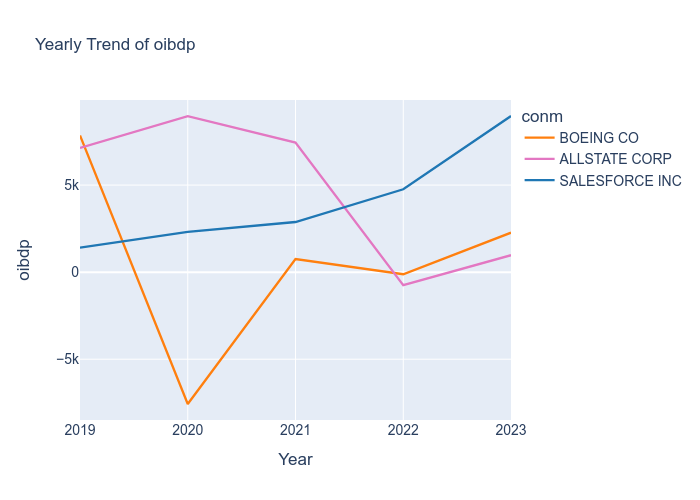 Yearly Trend of oibdp
conm
BOEING CO
ALLSTATE CORP
SALESFORCE INC
5k
0
−5k
oibdp
2019 2020 2021 2022 2023
Year